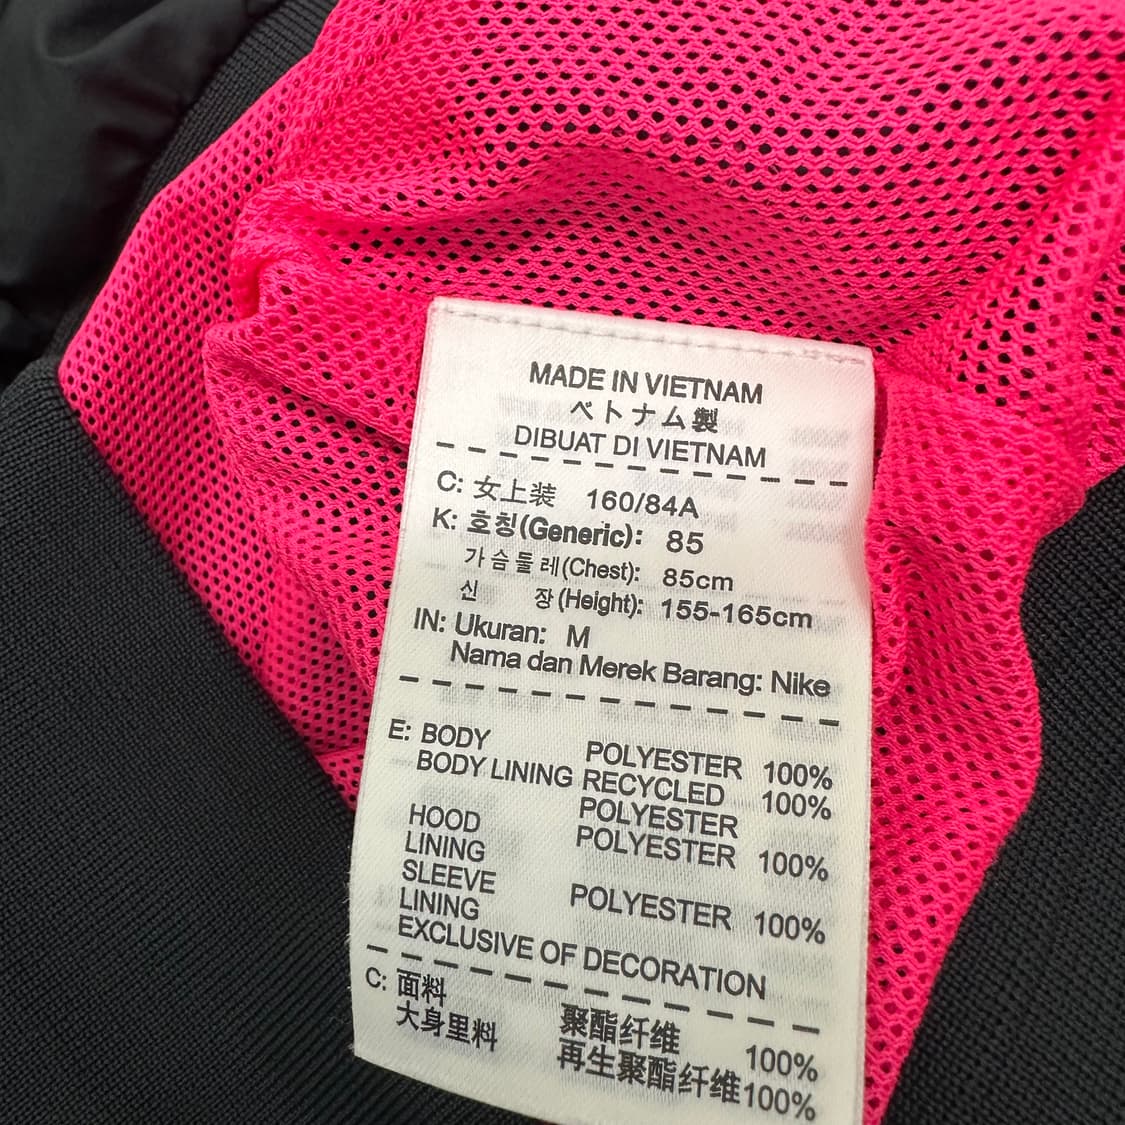 MADE IN VIETNAM
ベトナム製
DIBUAT DI VIETNAM
C: 女上装 160/84A
K: 호칭(Generic): 85
가슴둘레(Chest): 85cm
신 장(Height): 155-165cm
IN: Ukuran: M
Nama dan Merek Barang: Nike
E: BODY POLYESTER 100%
BODY LINING RECYCLED 100%
POLYESTER
HOOD POLYESTER 100%
LINING
SLEEVE POLYESTER 100%
LINING
EXCLUSIVE OF DECORATION
C: 面料 聚酯纤维 100%
大身里料 再生聚酯纤维100%